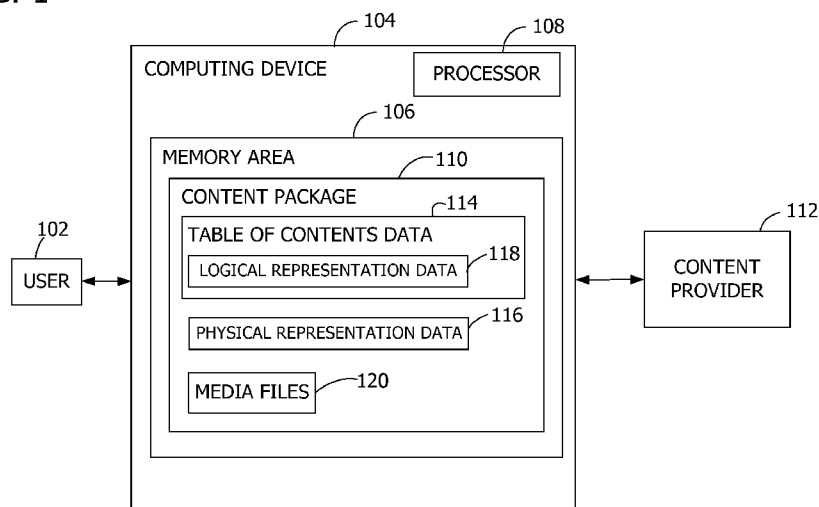 104
108
COMPUTING DEVICE
PROCESSOR
106
MEMORY AREA
110
CONTENT PACKAGE
114
112
102
TABLE OF CONTENTS DATA
LOGICAL REPRESENTATION DATA
118
USER
CONTENT
PROVIDER
116
PHYSICAL REPRESENTATION DATA
120
MEDIA FILES